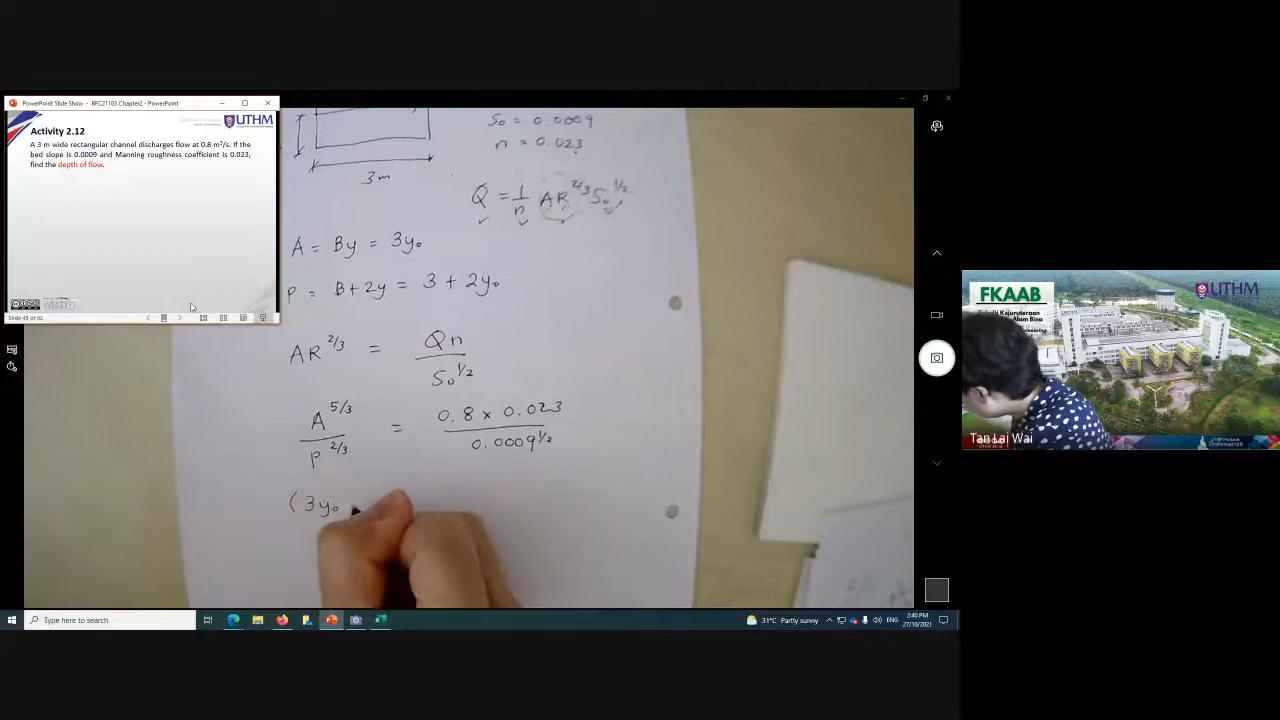 PowerPoint Slide Show - BFC21103 Chapter2 - PowerPoint
UTHM
Activity 2.12
A 3 m wide rectangular channel discharges flow at 0.8 m³/s. If the
bed slope is 0.0009 and Manning roughness coefficient is 0.023,
find the depth of flow.
wisdom
Slide 48 of 92
S₀ = 0.0009
n = 0.023
3 m
Q = 1/n AR^2/3 S₀^1/2
A = By = 3y₀
P = B + 2y = 3 + 2y₀
AR^2/3 = Qn / S₀^1/2
A^5/3 / P^2/3 = 0.8 × 0.023 / 0.0009^1/2
( 3y₀
FKAAB
UTHM
Tan Lai Wai
Type here to search
31°C Partly sunny
ENG
2:40 PM
27/10/2021